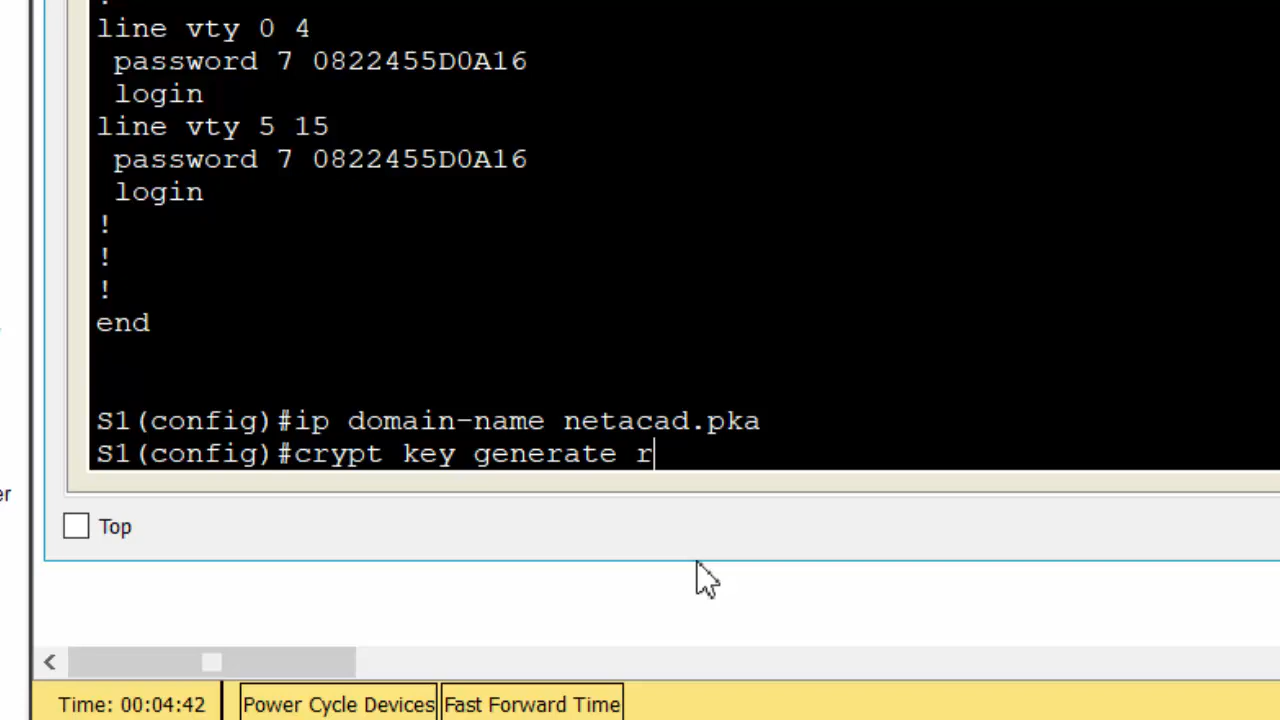 line vty 0 4
password 7 0822455D0A16
login
line vty 5 15
password 7 0822455D0A16
login
!
!
!
end
S1(config)#ip domain-name netacad.pka
S1(config)#crypt key generate r
er
Top
Time: 00:04:42
Power Cycle Devices
Fast Forward Time